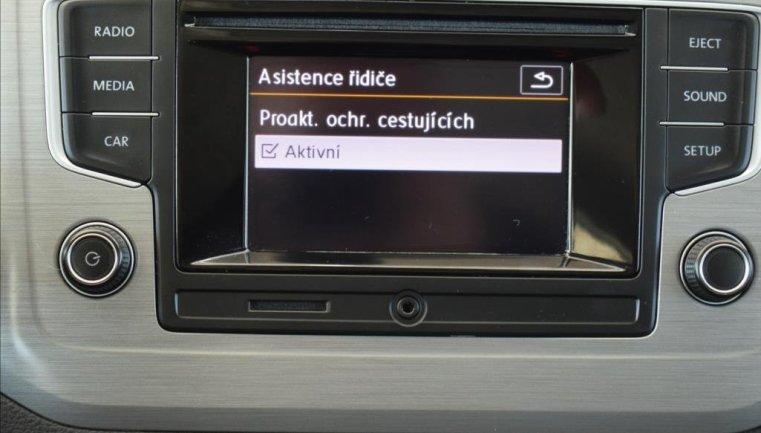 RADIO
MEDIA
CAR
Asistence řidiče
Proakt. ochr. cestujících
Aktivní
EJECT
SOUND
SETUP